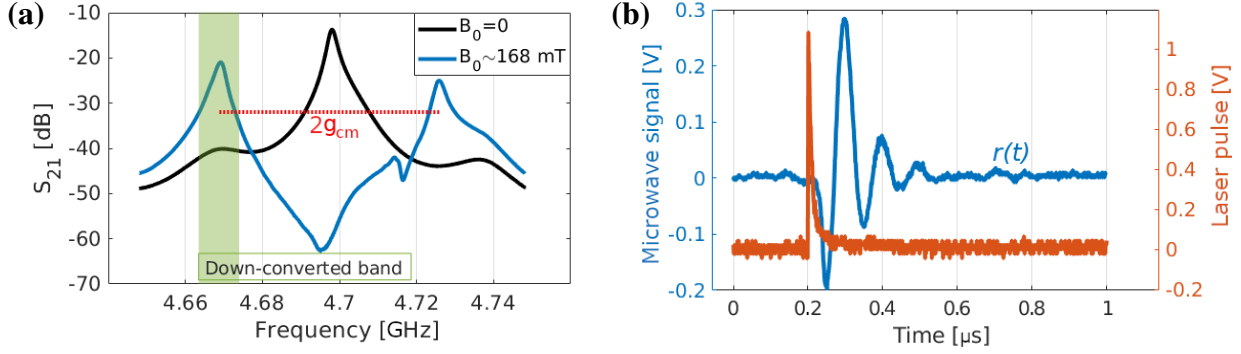 (a)
-10
-20
-30
-40
-50
-60
-70
S21 [dB]
B0=0
B0~168 mT
2gcm
Down-converted band
4.66 4.68 4.7 4.72 4.74
Frequency [GHz]
(b)
0.3
0.2
0.1
0
-0.1
-0.2
Microwave signal [V]
r(t)
1
0.8
0.6
0.4
0.2
0
-0.2
Laser pulse [V]
0 0.2 0.4 0.6 0.8 1
Time [µs]